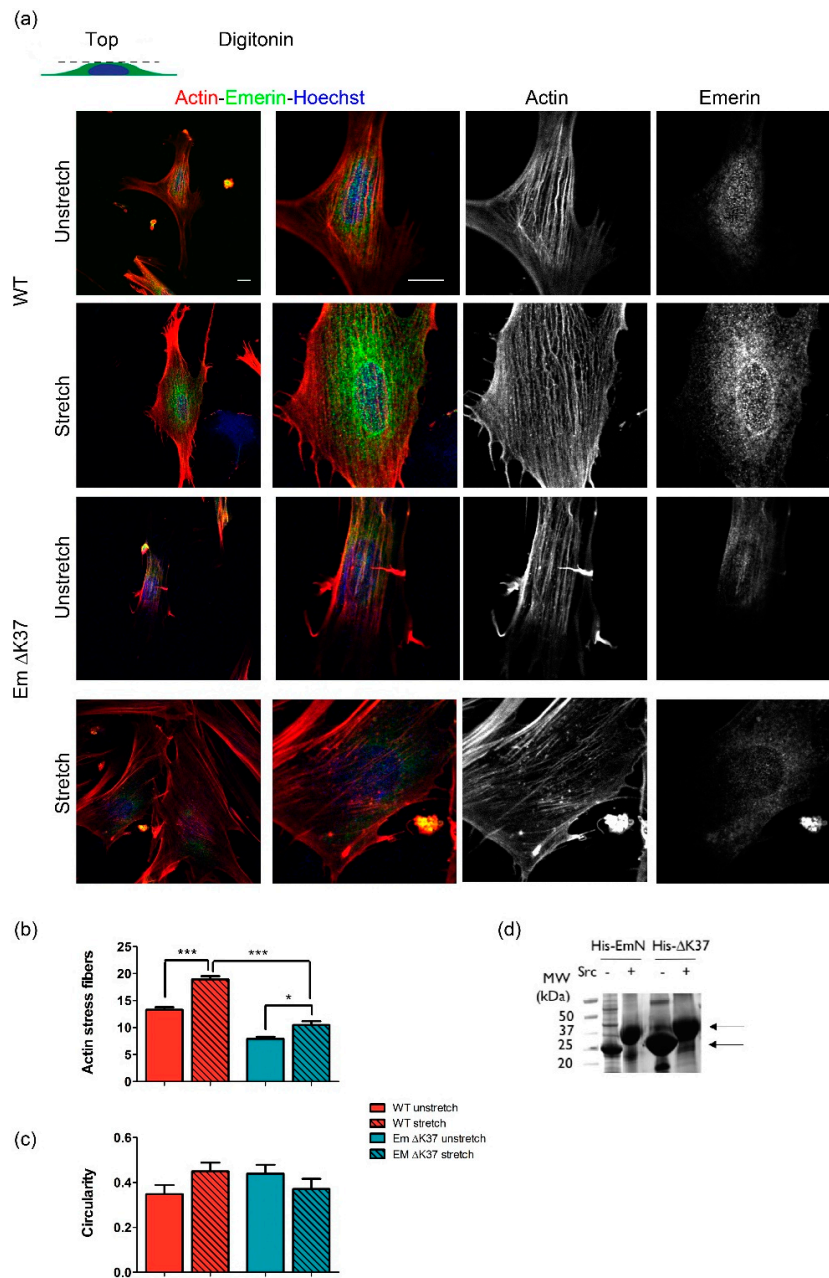 (a)
Top Digitonin
Actin-Emerin-Hoechst Actin Emerin
WT
Unstretch
Stretch
Em ΔK37
Unstretch
Stretch
(b)
Actin stress fibers
25
20
15
10
5
0
***
***
*
WT unstretch
WT stretch
Em ΔK37 unstretch
EM ΔK37 stretch
(c)
Circularity
0.6
0.4
0.2
0.0
(d)
His-EmN His-ΔK37
Src - + - +
MW
(kDa)
50
37
25
20